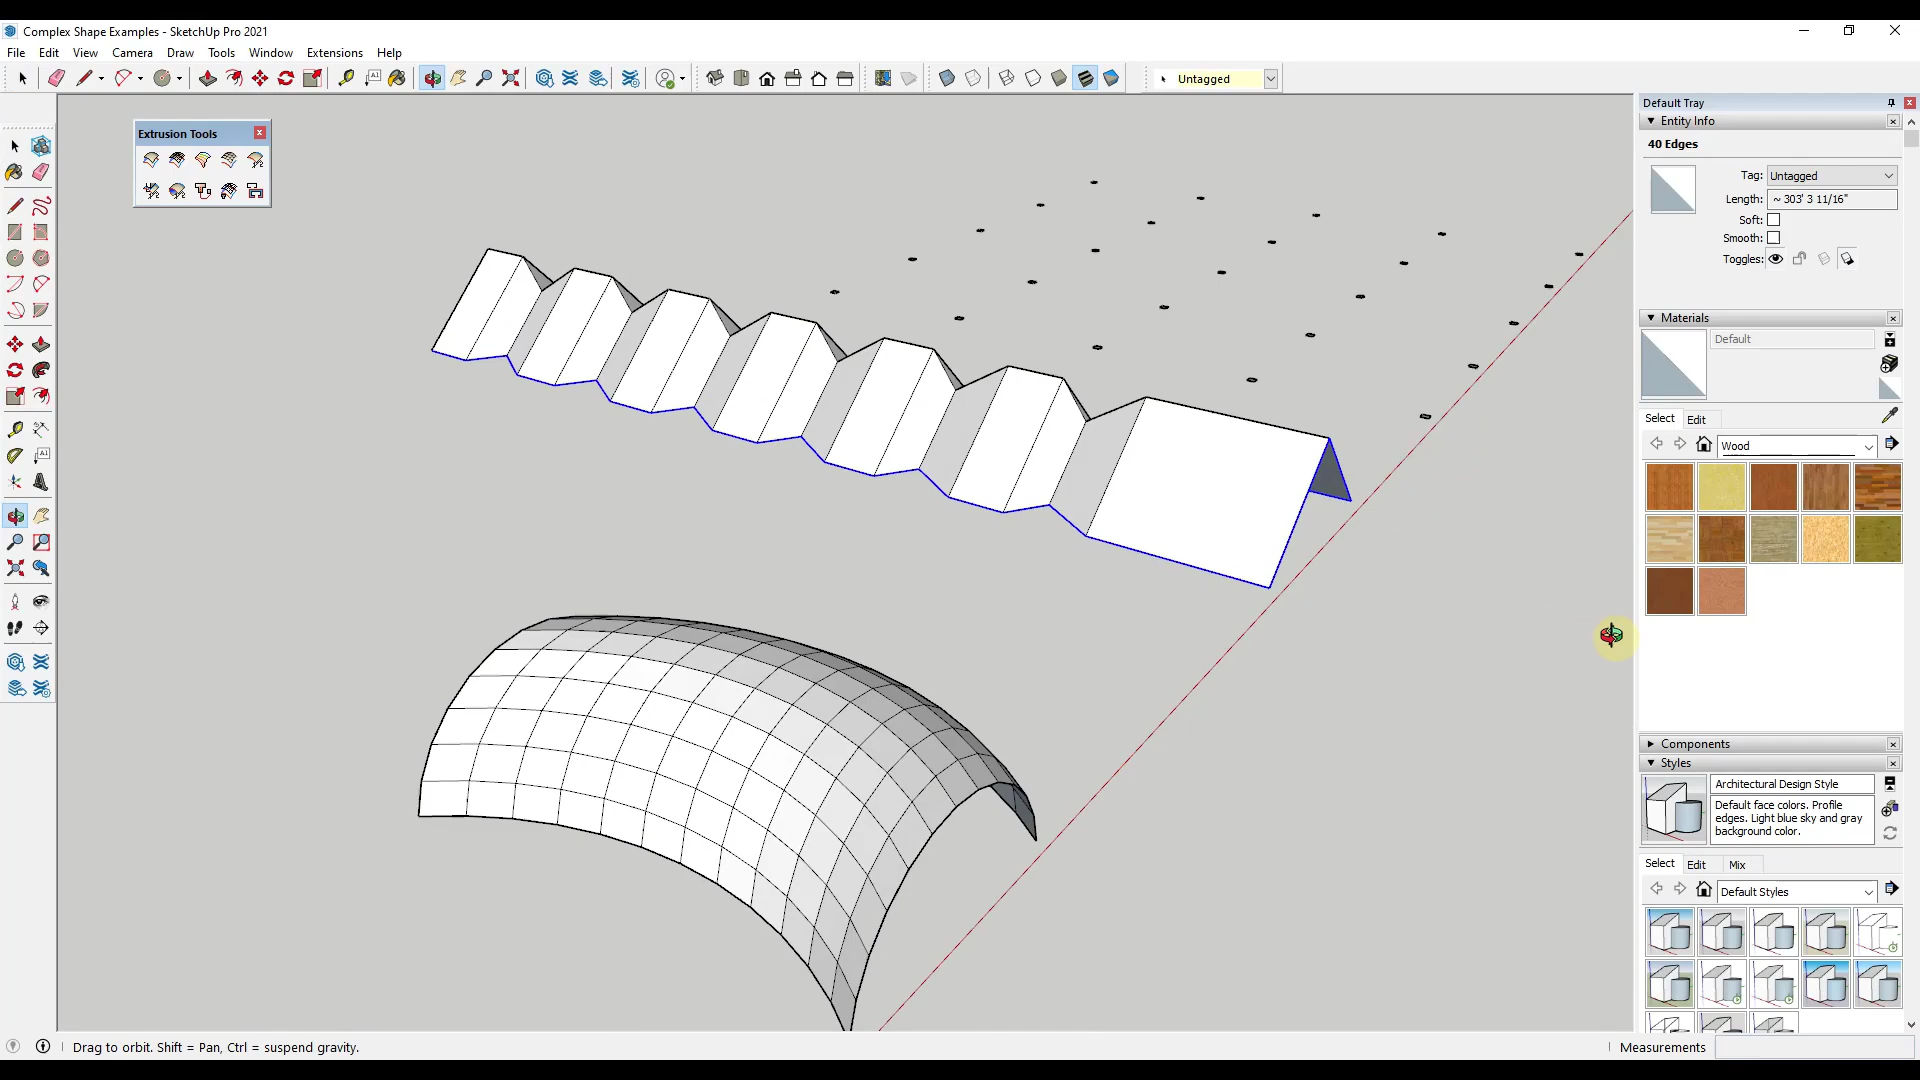 Complex Shape Examples - SketchUp Pro 2021
File Edit View Camera Draw Tools Window Extensions Help
Untagged
Extrusion Tools
Default Tray
Entity Info
40 Edges
Tag: Untagged
Length: ~ 303' 3 11/16"
Soft:
Smooth:
Toggles:
Materials
Default
Select Edit
Wood
Components
Styles
Architectural Design Style
Default face colors. Profile
edges. Light blue sky and gray
background color.
Select Edit Mix
Default Styles
Drag to orbit. Shift = Pan, Ctrl = suspend gravity.
Measurements